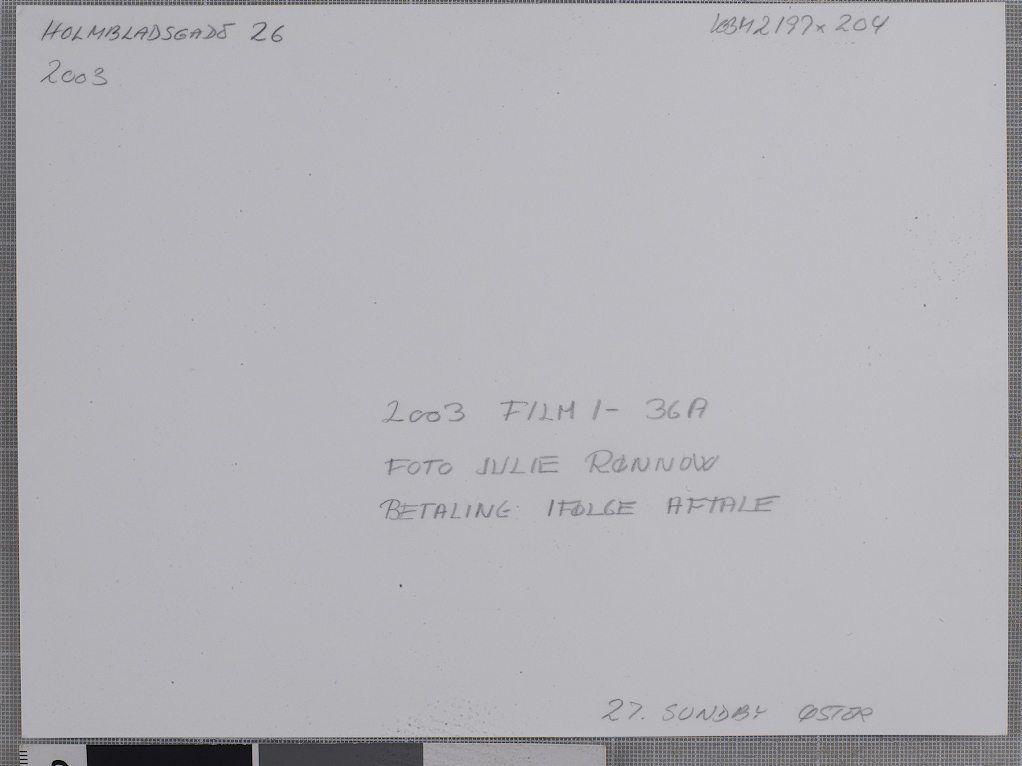 HOLMBLADSGADE 26
2003
KBM2197x204
2003 FILM 1- 36A
FOTO JULIE RØNNOW
BETALING IFØLGE AFTALE
27. SUNDBY ØSTER